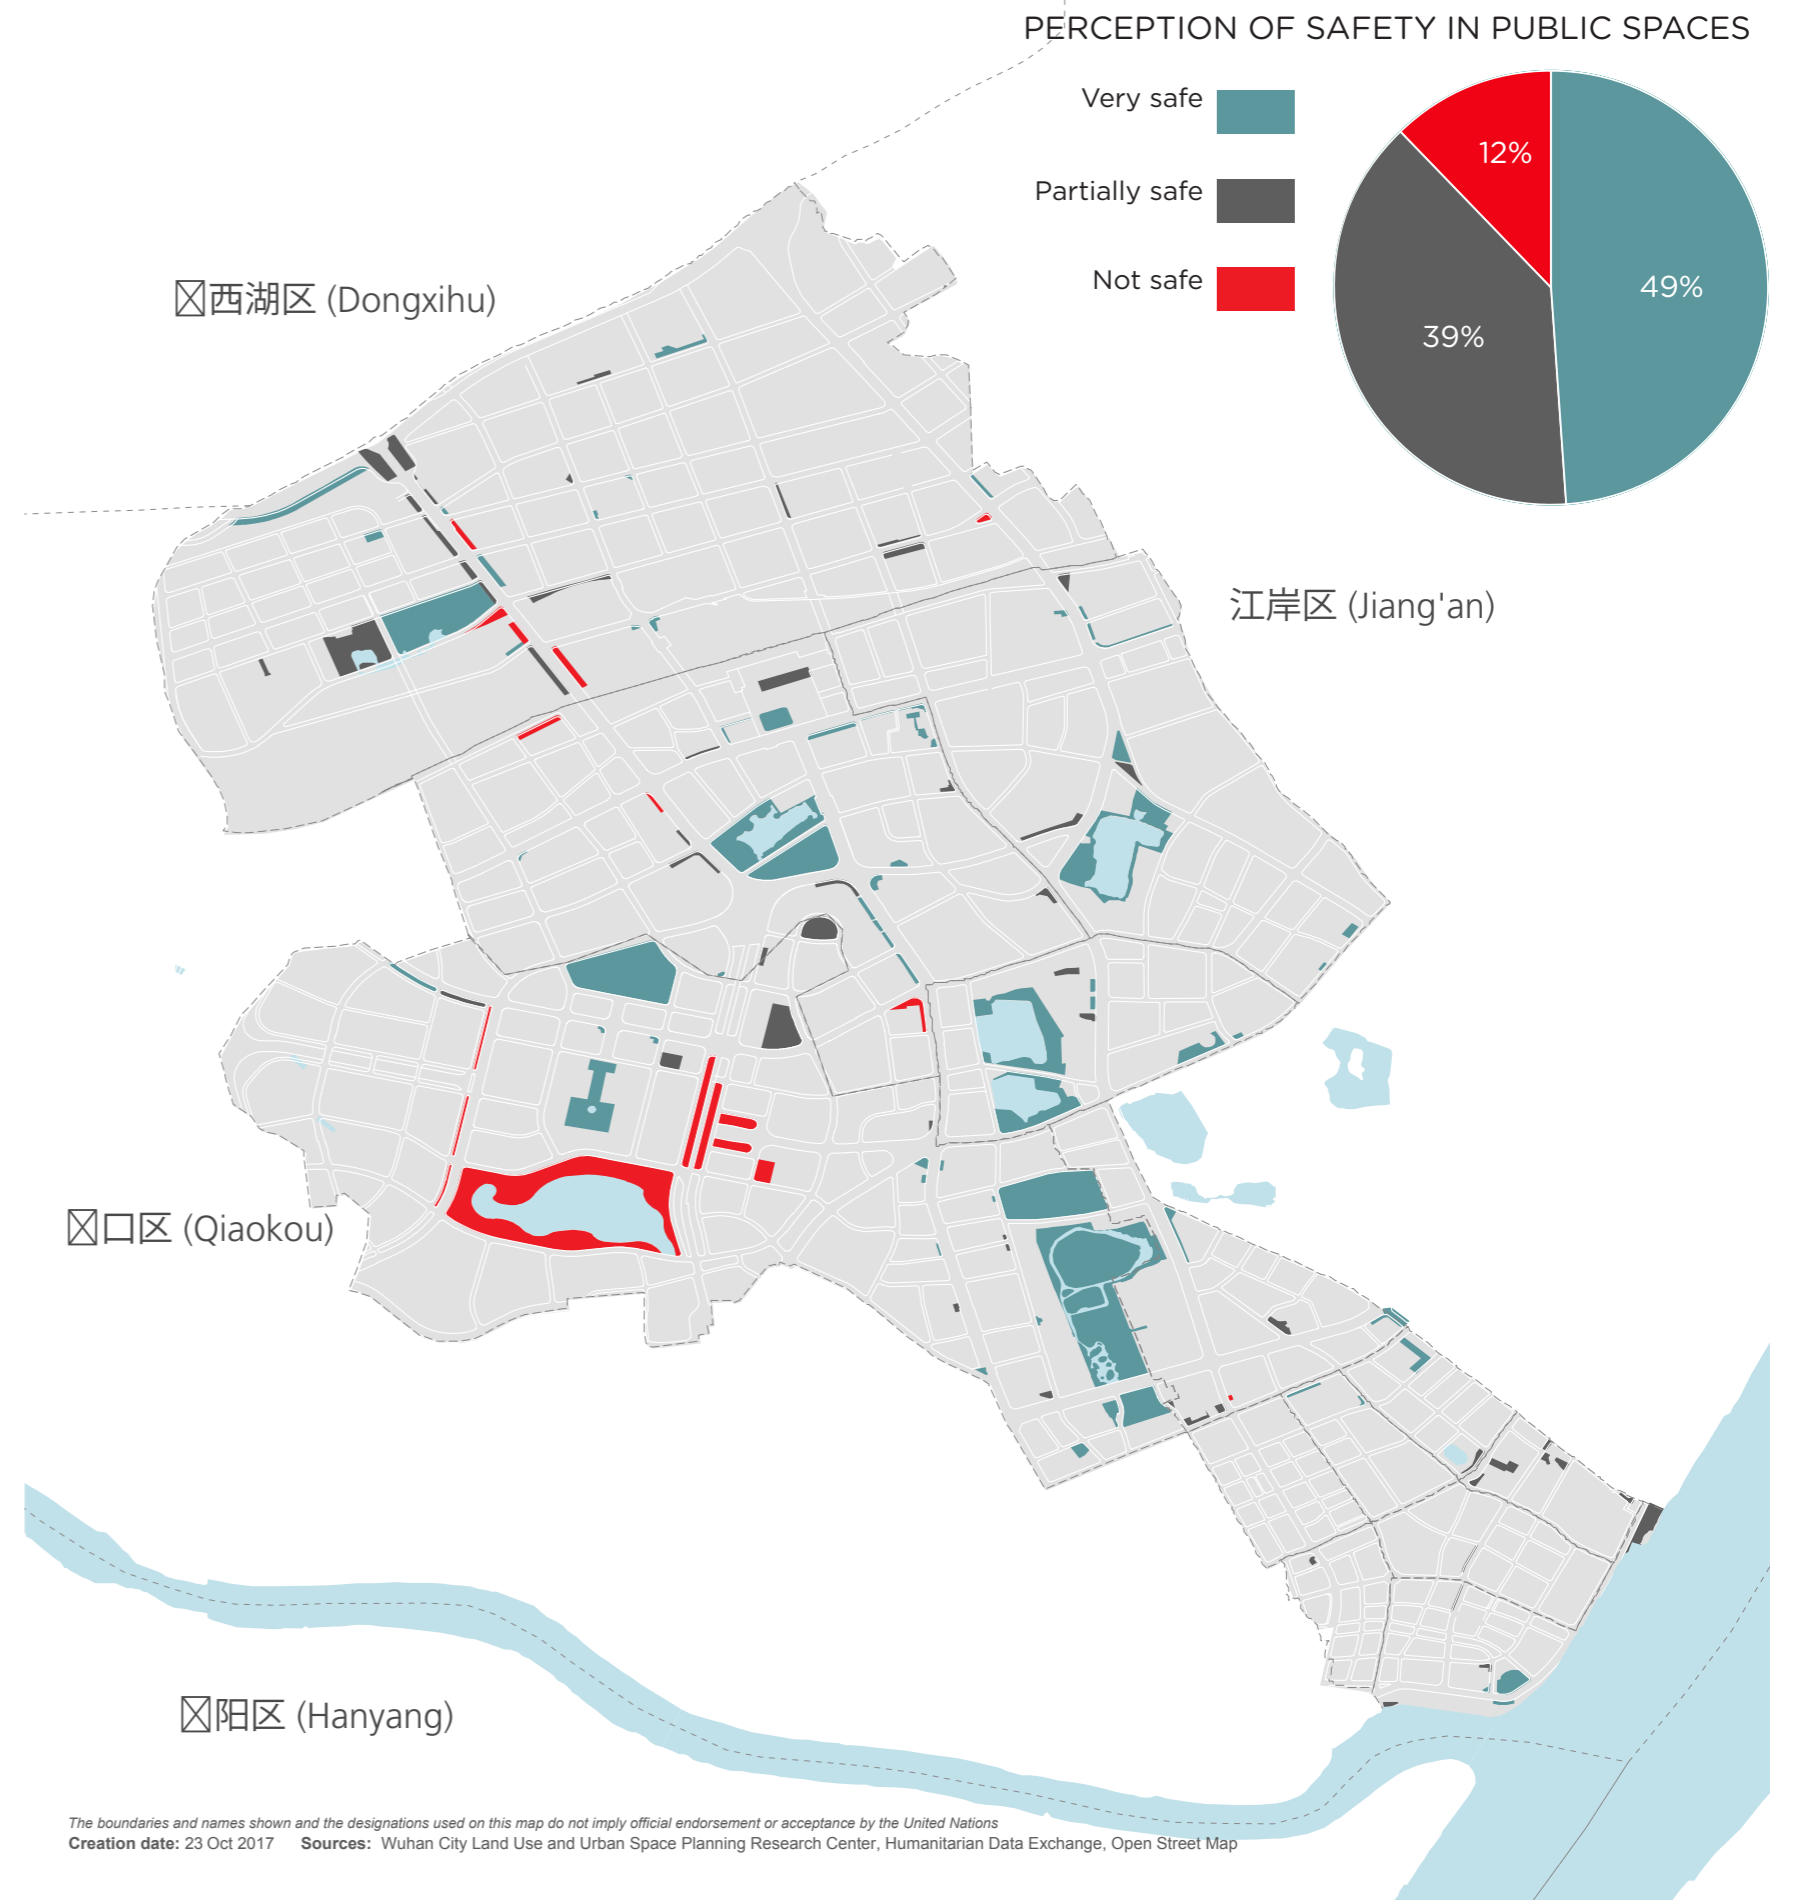 PERCEPTION OF SAFETY IN PUBLIC SPACES
Very safe
Partially safe
Not safe
12%
49%
39%
西湖区 (Dongxihu)
江岸区 (Jiang'an)
口区 (Qiaokou)
阳区 (Hanyang)
The boundaries and names shown and the designations used on this map do not imply official endorsement or acceptance by the United Nations
Creation date: 23 Oct 2017 Sources: Wuhan City Land Use and Urban Space Planning Research Center, Humanitarian Data Exchange, Open Street Map